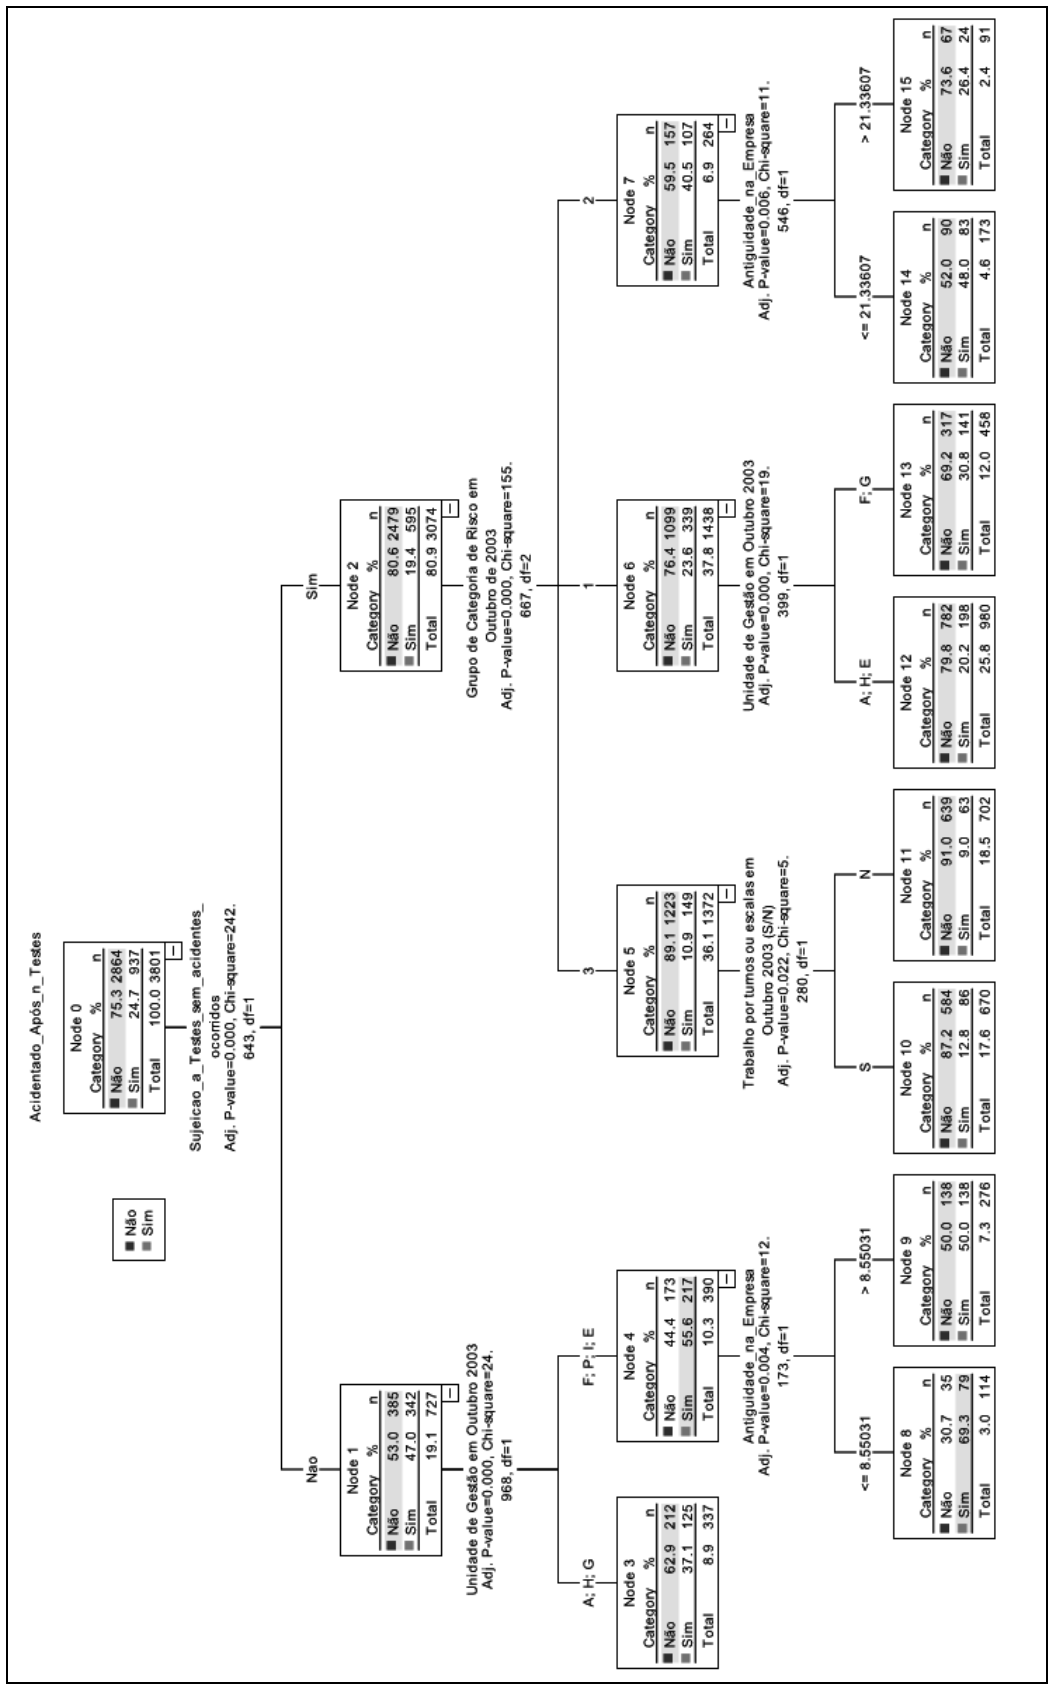 Acidentado_Após_n_Testes
Não
Sim
Node 0
Category % n
Não 75.3 2864
Sim 24.7 937
Total 100.0 3801
Sujeicao_a_Testes_sem_acidentes_
ocorridos
Adj. P-value=0.000, Chi-square=242.
643, df=1
Nao
Sim
Node 1
Category % n
Não 53.0 385
Sim 47.0 342
Total 19.1 727
Unidade de Gestão em Outubro 2003
Adj. P-value=0.000, Chi-square=24.
968, df=1
Node 2
Category % n
Não 80.6 2479
Sim 19.4 595
Total 80.9 3074
Grupo de Categoria de Risco em
Outubro de 2003
Adj. P-value=0.000, Chi-square=155.
667, df=2
A; H; G
F; P; I; E
3
1
2
Node 3
Category % n
Não 62.9 212
Sim 37.1 125
Total 8.9 337
Node 4
Category % n
Não 44.4 173
Sim 55.6 217
Total 10.3 390
Antiguidade_na_Empresa
Adj. P-value=0.004, Chi-square=12.
173, df=1
Node 5
Category % n
Não 89.1 1223
Sim 10.9 149
Total 36.1 1372
Trabalho por turnos ou escalas em
Outubro 2003 (S/N)
Adj. P-value=0.022, Chi-square=5.
280, df=1
Node 6
Category % n
Não 76.4 1099
Sim 23.6 339
Total 37.8 1438
Unidade de Gestão em Outubro 2003
Adj. P-value=0.000, Chi-square=19.
399, df=1
Node 7
Category % n
Não 59.5 157
Sim 40.5 107
Total 6.9 264
Antiguidade_na_Empresa
Adj. P-value=0.006, Chi-square=11.
546, df=1
<= 8.55031
> 8.55031
S
N
A; H; E
F; G
<= 21.33607
> 21.33607
Node 8
Category % n
Não 30.7 35
Sim 69.3 79
Total 3.0 114
Node 9
Category % n
Não 50.0 138
Sim 50.0 138
Total 7.3 276
Node 10
Category % n
Não 87.2 584
Sim 12.8 86
Total 17.6 670
Node 11
Category % n
Não 91.0 639
Sim 9.0 63
Total 18.5 702
Node 12
Category % n
Não 79.8 782
Sim 20.2 198
Total 25.8 980
Node 13
Category % n
Não 69.2 317
Sim 30.8 141
Total 12.0 458
Node 14
Category % n
Não 52.0 90
Sim 48.0 83
Total 4.6 173
Node 15
Category % n
Não 73.6 67
Sim 26.4 24
Total 2.4 91